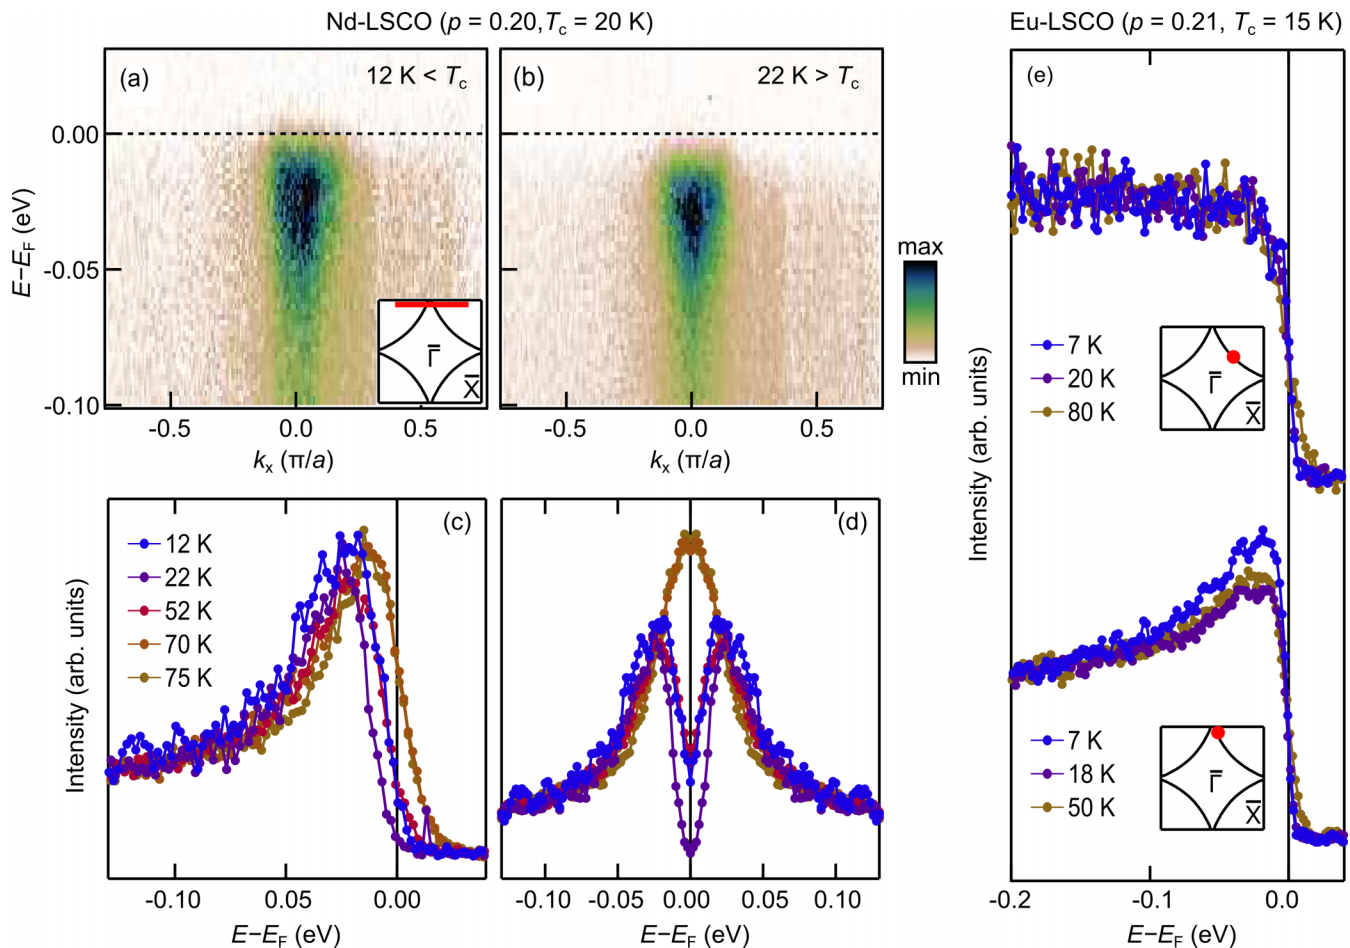 Nd-LSCO (p = 0.20, Tc = 20 K)
Eu-LSCO (p = 0.21, Tc = 15 K)
(a)
12 K < Tc
(b)
22 K > Tc
(e)
0.00
-0.05
-0.10
E−EF (eV)
Γ̄
X̄
max
min
-0.5
0.0
0.5
kx (π/a)
-0.5
0.0
0.5
kx (π/a)
7 K
20 K
80 K
Γ̄
X̄
Intensity (arb. units)
(c)
12 K
22 K
52 K
70 K
75 K
Intensity (arb. units)
-0.10
0.05
0.00
E−EF (eV)
(d)
-0.10
-0.05
0.00
0.05
0.10
E−EF (eV)
7 K
18 K
50 K
Γ̄
X̄
-0.2
-0.1
0.0
E−EF (eV)